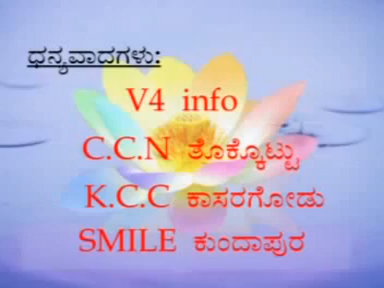 ಧನ್ಯವಾದಗಳು:
V4 info
C.C.N ತೊಕ್ಕೊಟ್ಟು
K.C.C ಕಾಸರಗೋಡು
SMILE ಕುಂದಾಪುರ